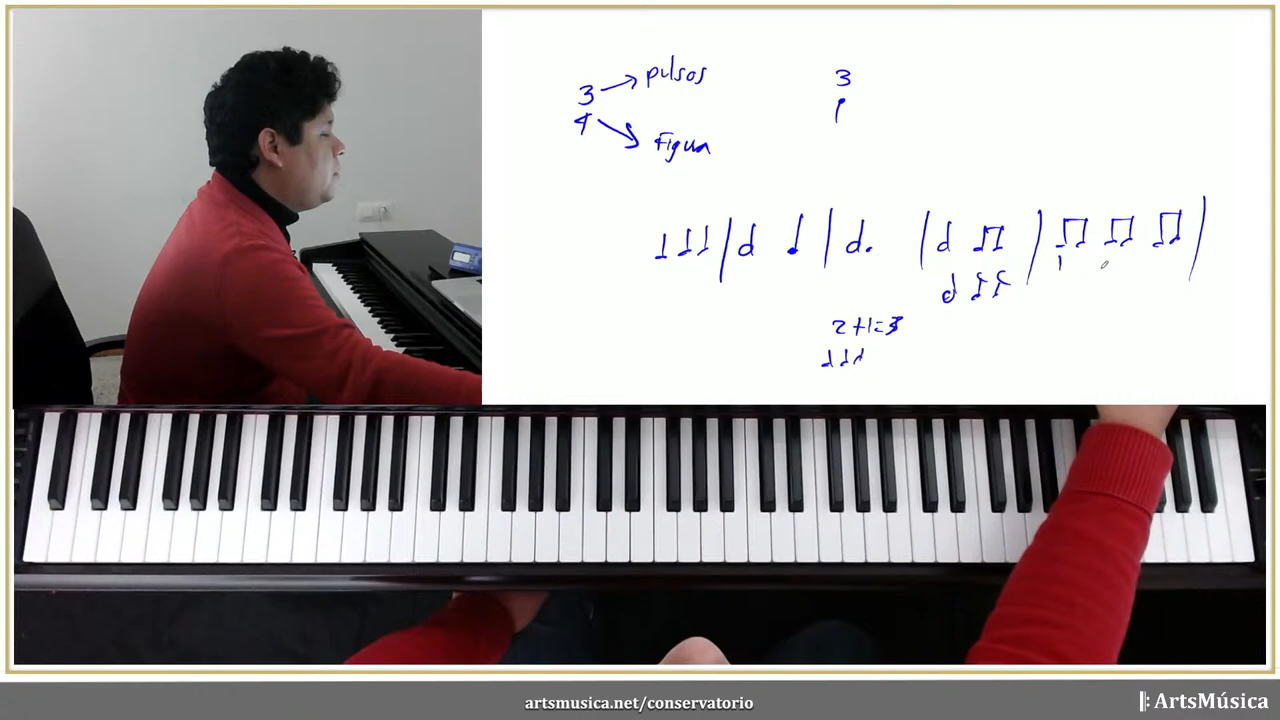 3 pulsos
4 Figura
3
2+1=3
artsmusica.net/conservatorio
ArtsMúsica